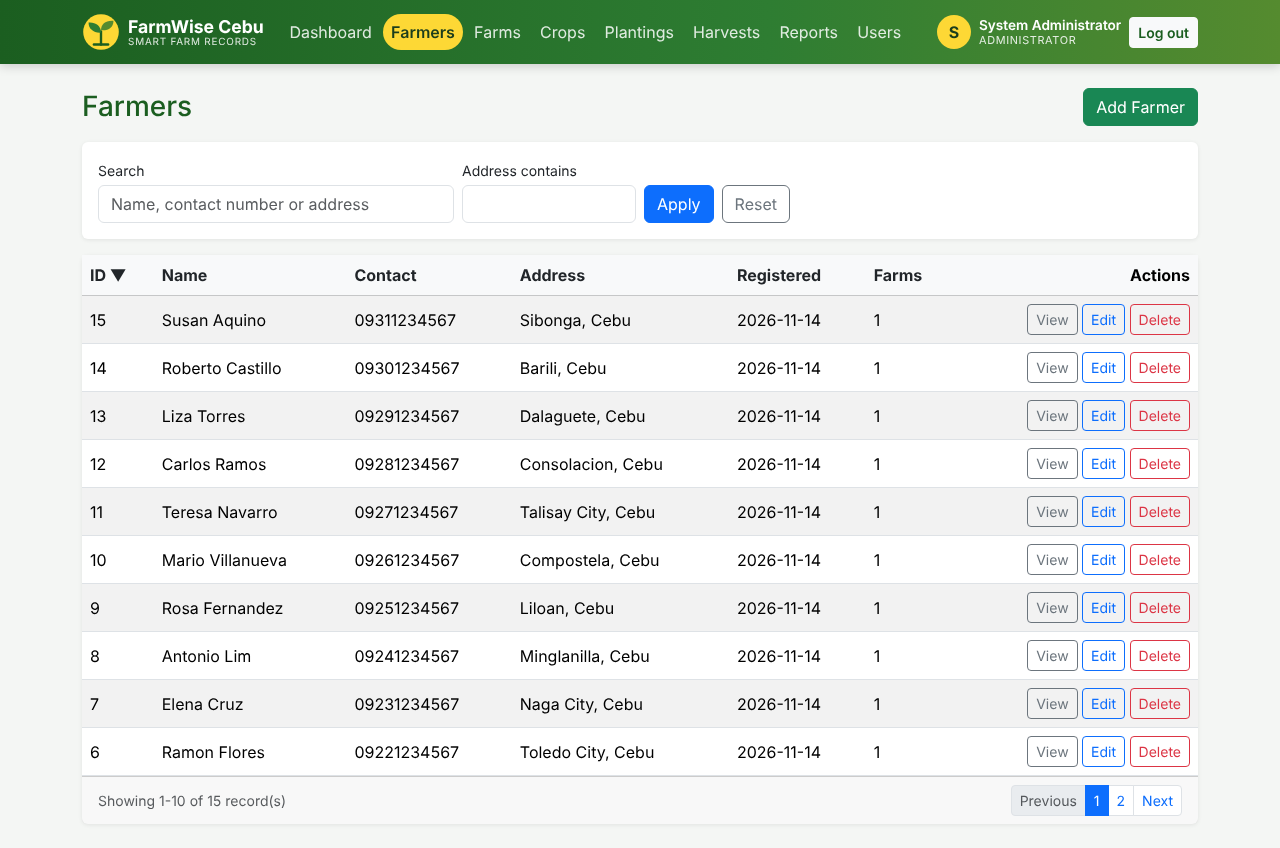 FarmWise Cebu
SMART FARM RECORDS
Dashboard Farmers Farms Crops Plantings Harvests Reports Users
S
System Administrator
ADMINISTRATOR
Log out
Farmers
Add Farmer
Search
Address contains
Name, contact number or address
Apply Reset
ID ▼ Name Contact Address Registered Farms Actions
15 Susan Aquino 09311234567 Sibonga, Cebu 2026-11-14 1 View Edit Delete
14 Roberto Castillo 09301234567 Barili, Cebu 2026-11-14 1 View Edit Delete
13 Liza Torres 09291234567 Dalaguete, Cebu 2026-11-14 1 View Edit Delete
12 Carlos Ramos 09281234567 Consolacion, Cebu 2026-11-14 1 View Edit Delete
11 Teresa Navarro 09271234567 Talisay City, Cebu 2026-11-14 1 View Edit Delete
10 Mario Villanueva 09261234567 Compostela, Cebu 2026-11-14 1 View Edit Delete
9 Rosa Fernandez 09251234567 Liloan, Cebu 2026-11-14 1 View Edit Delete
8 Antonio Lim 09241234567 Minglanilla, Cebu 2026-11-14 1 View Edit Delete
7 Elena Cruz 09231234567 Naga City, Cebu 2026-11-14 1 View Edit Delete
6 Ramon Flores 09221234567 Toledo City, Cebu 2026-11-14 1 View Edit Delete
Showing 1-10 of 15 record(s)
Previous 1 2 Next